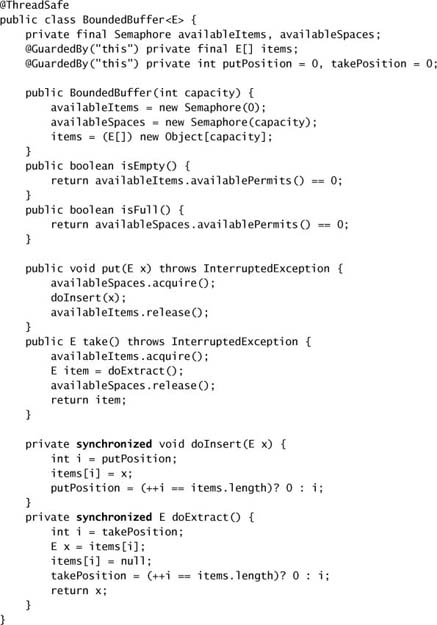 @ThreadSafe
public class BoundedBuffer<E> {
    private final Semaphore availableItems, availableSpaces;
    @GuardedBy("this") private final E[] items;
    @GuardedBy("this") private int putPosition = 0, takePosition = 0;

    public BoundedBuffer(int capacity) {
        availableItems = new Semaphore(0);
        availableSpaces = new Semaphore(capacity);
        items = (E[]) new Object[capacity];
    }
    public boolean isEmpty() {
        return availableItems.availablePermits() == 0;
    }
    public boolean isFull() {
        return availableSpaces.availablePermits() == 0;
    }

    public void put(E x) throws InterruptedException {
        availableSpaces.acquire();
        doInsert(x);
        availableItems.release();
    }
    public E take() throws InterruptedException {
        availableItems.acquire();
        E item = doExtract();
        availableSpaces.release();
        return item;
    }

    private synchronized void doInsert(E x) {
        int i = putPosition;
        items[i] = x;
        putPosition = (++i == items.length)? 0 : i;
    }
    private synchronized E doExtract() {
        int i = takePosition;
        E x = items[i];
        items[i] = null;
        takePosition = (++i == items.length)? 0 : i;
        return x;
    }
}